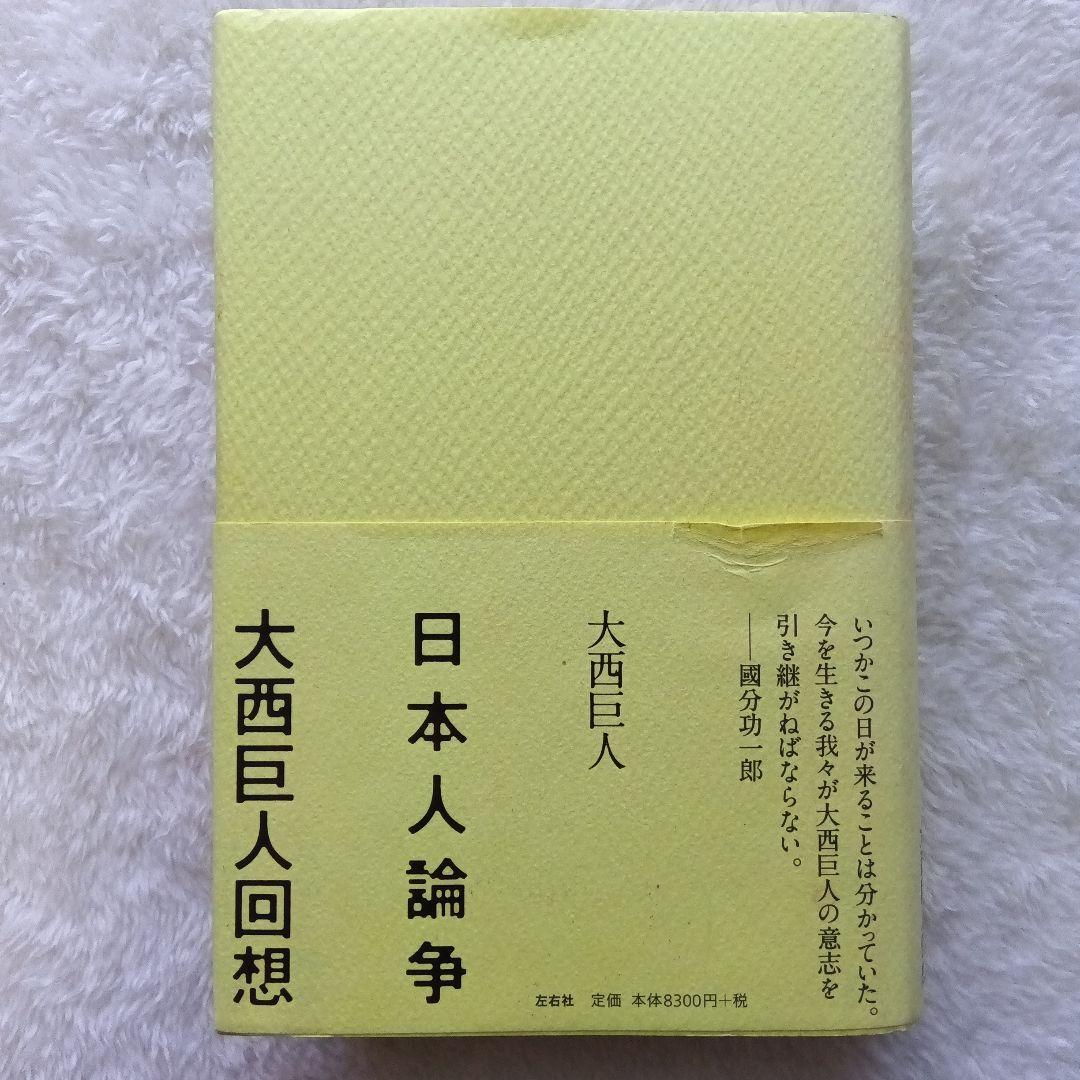 いつかこの日が来ることは分かっていた。
今を生きる我々が大西巨人の意志を
引き継がねばならない。
——國分功一郎
大西巨人
日本人論争
大西巨人回想
左右社 定価 本体8300円+税